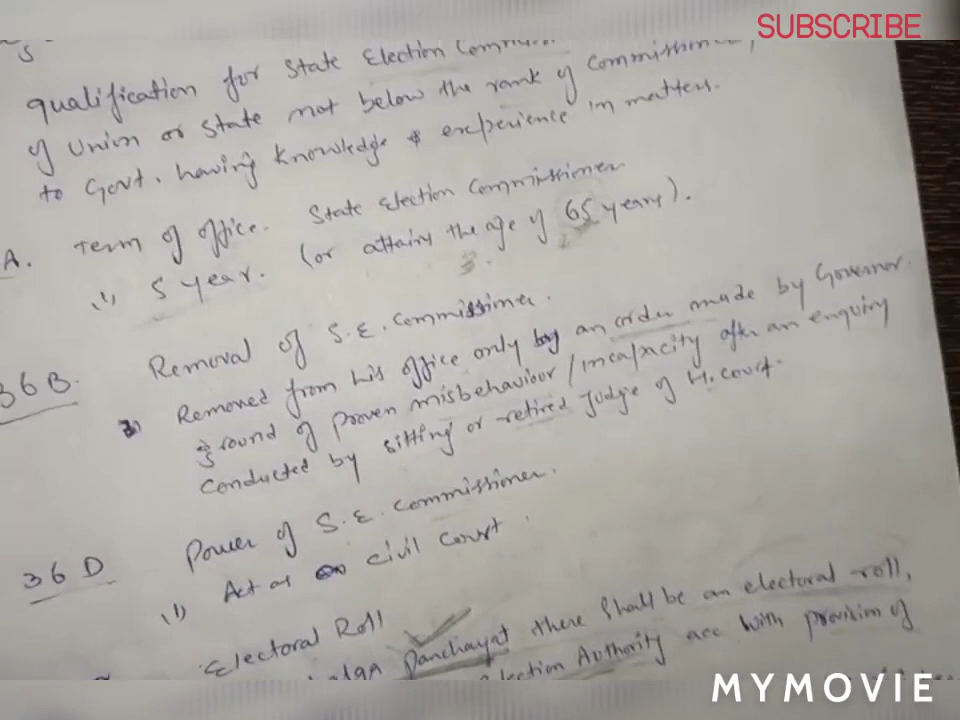 SUBSCRIBE
qualification for State Election
of Union or State not below the rank of Commissioner,
to Govt. having knowledge & experience in matters.
A. Term of office. State Election Commissioner
(1) 5 year. (or attains the age of 65 years).
36B. Removal of S.E. Commissioner.
Removed from his office only by an order made by Governor
ground of proven misbehaviour/incapacity after an enquiry
conducted by sitting or retired Judge of H. Court.
36 D Power of S.E. Commissioner.
(1) Act as civil court.
Electoral Roll
Panchayat there shall be an electoral roll,
Election Authority acc with provision of
MYMOVIE